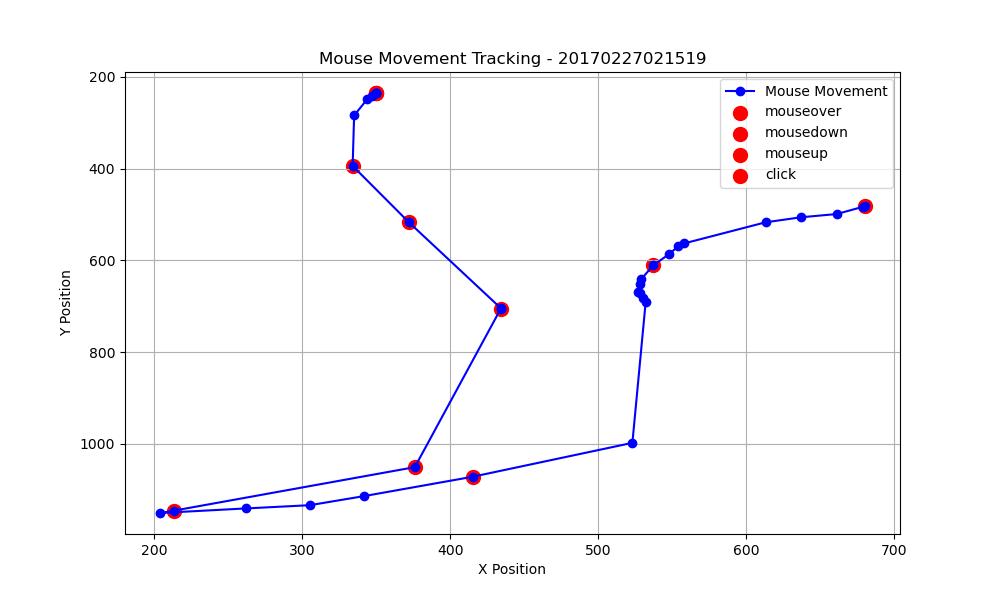 Mouse Movement Tracking - 20170227021519
Mouse Movement
mouseover
mousedown
mouseup
click
Y Position
200
400
600
800
1000
200
300
400
500
600
700
X Position